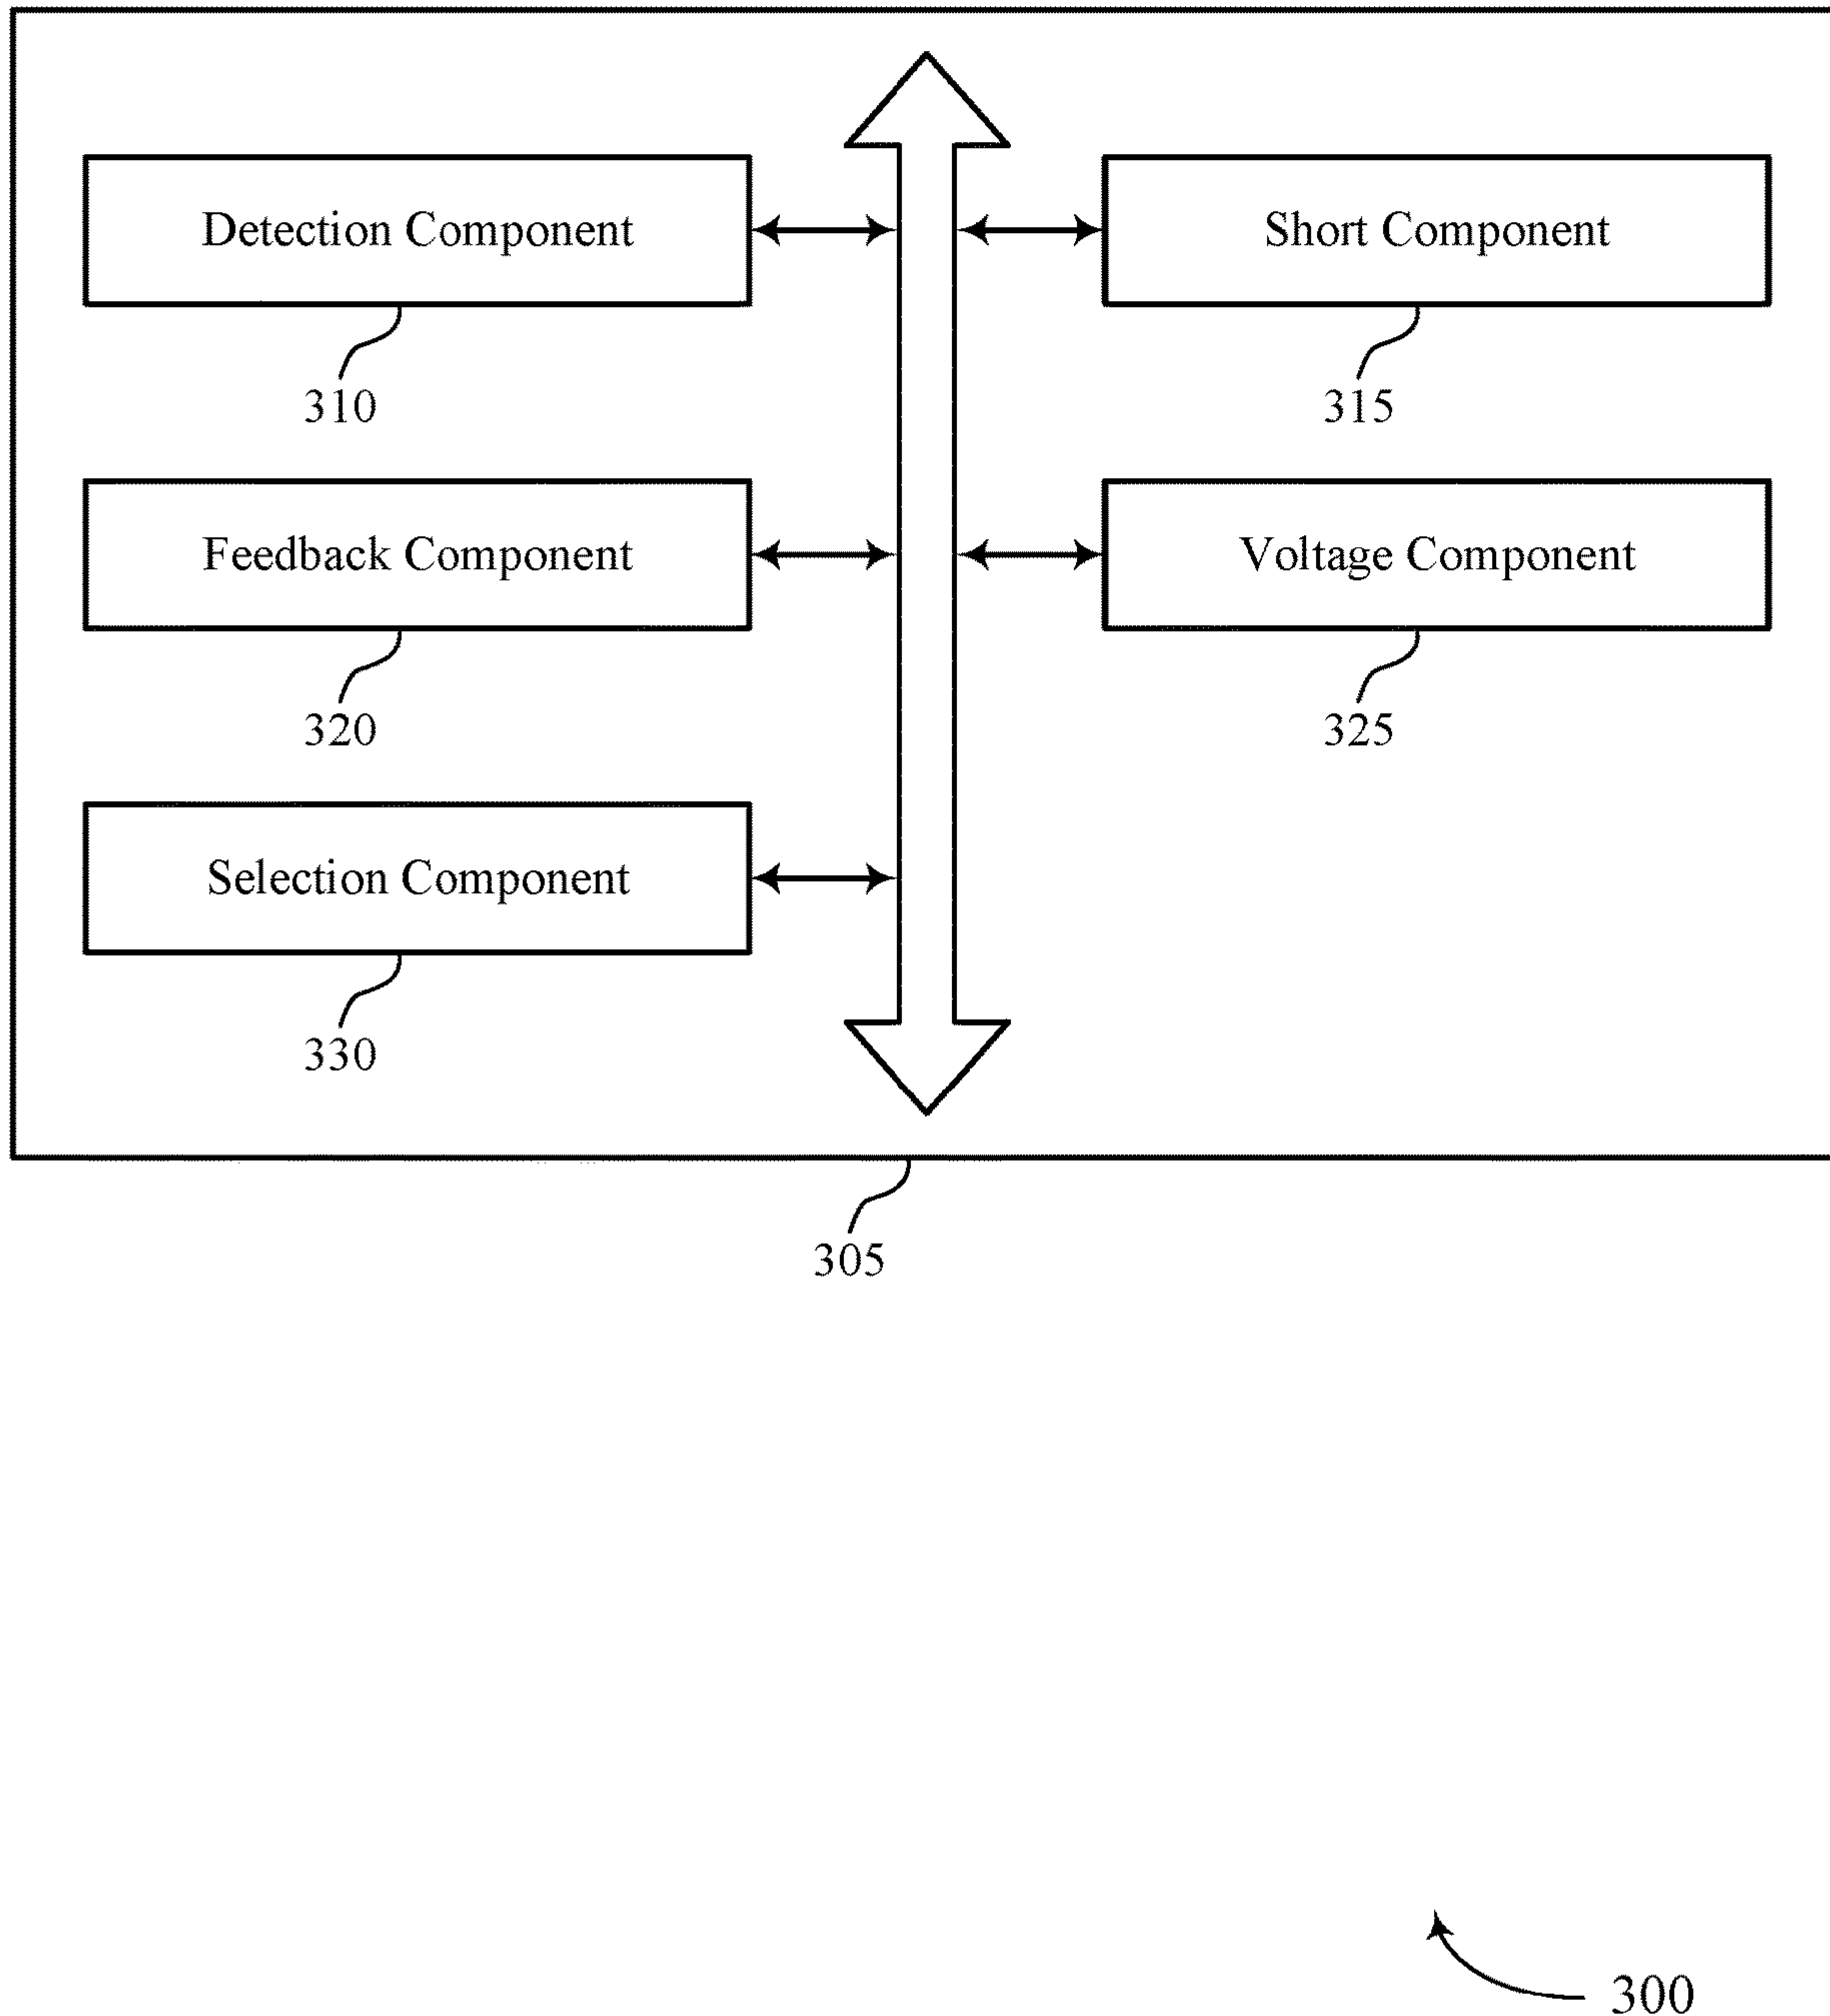 Detection Component
Short Component
310
315
Feedback Component
Voltage Component
320
325
Selection Component
330
305
300